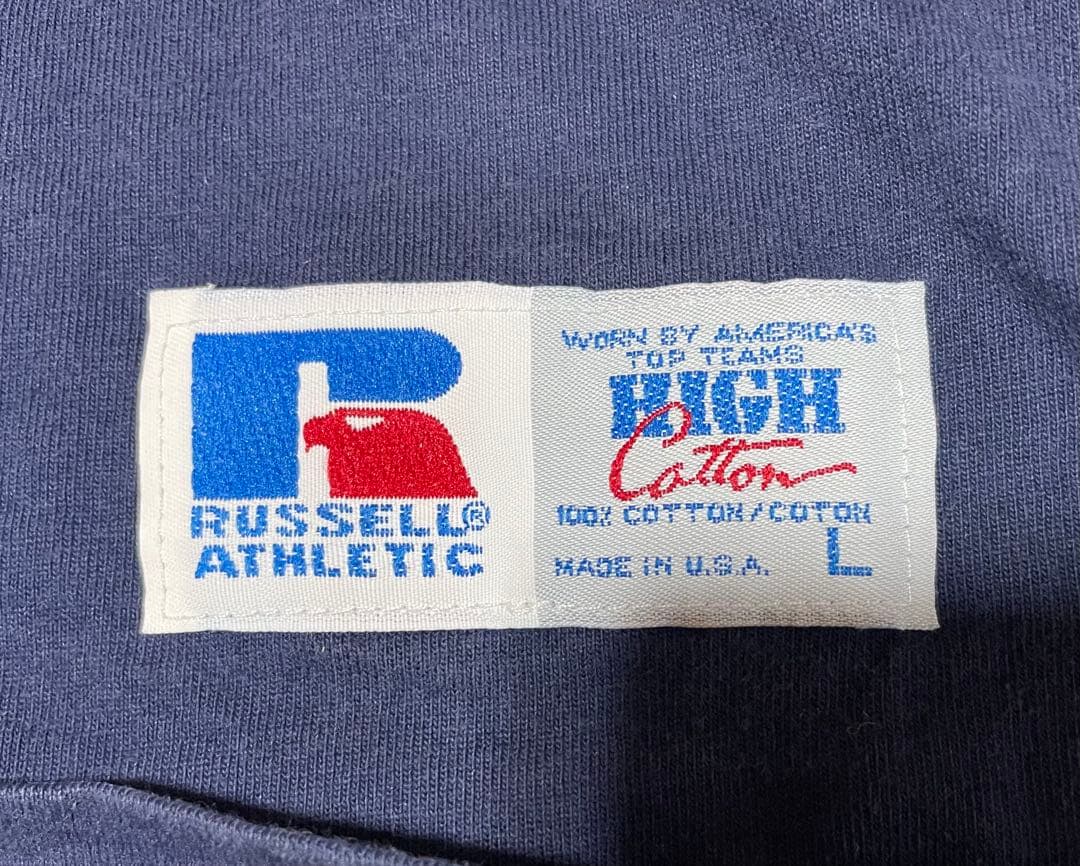 RUSSELL®
ATHLETIC
WORN BY AMERICA'S
TOP TEAMS
HIGH
Cotton
100% COTTON/COTON
MADE IN U.S.A.
L